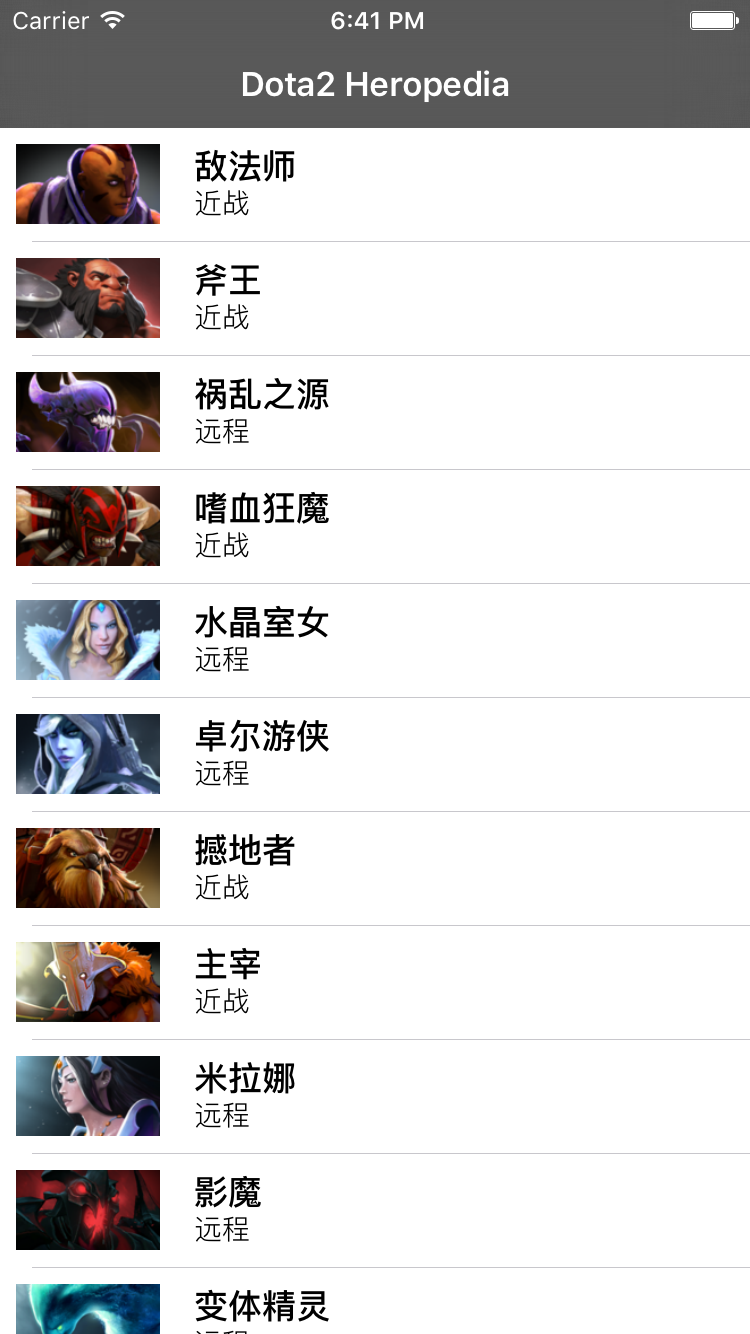 Carrier 6:41 PM
Dota2 Heropedia
敌法师
近战
斧王
近战
祸乱之源
远程
嗜血狂魔
近战
水晶室女
远程
卓尔游侠
远程
撼地者
近战
主宰
近战
米拉娜
远程
影魔
远程
变体精灵